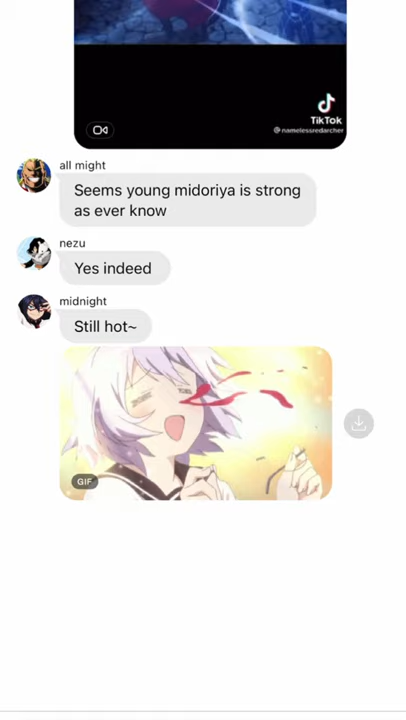 TikTok
@namelessredarcher
all might
Seems young midoriya is strong
as ever know
nezu
Yes indeed
midnight
Still hot~
GIF